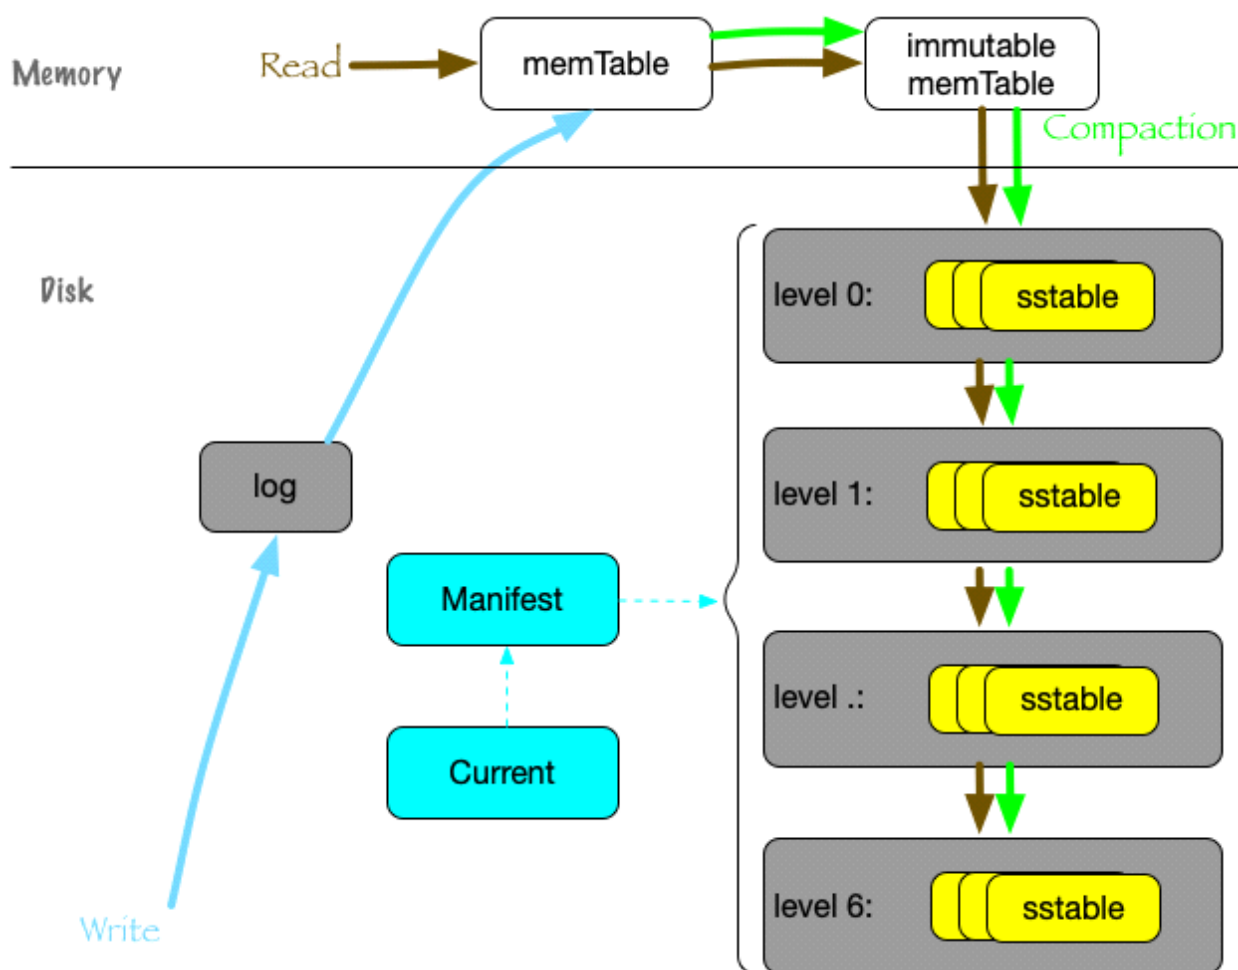 Memory
Read
memTable
immutable
memTable
Compaction
Disk
level 0:
sstable
log
level 1:
sstable
Manifest
level .:
sstable
Current
level 6:
sstable
Write